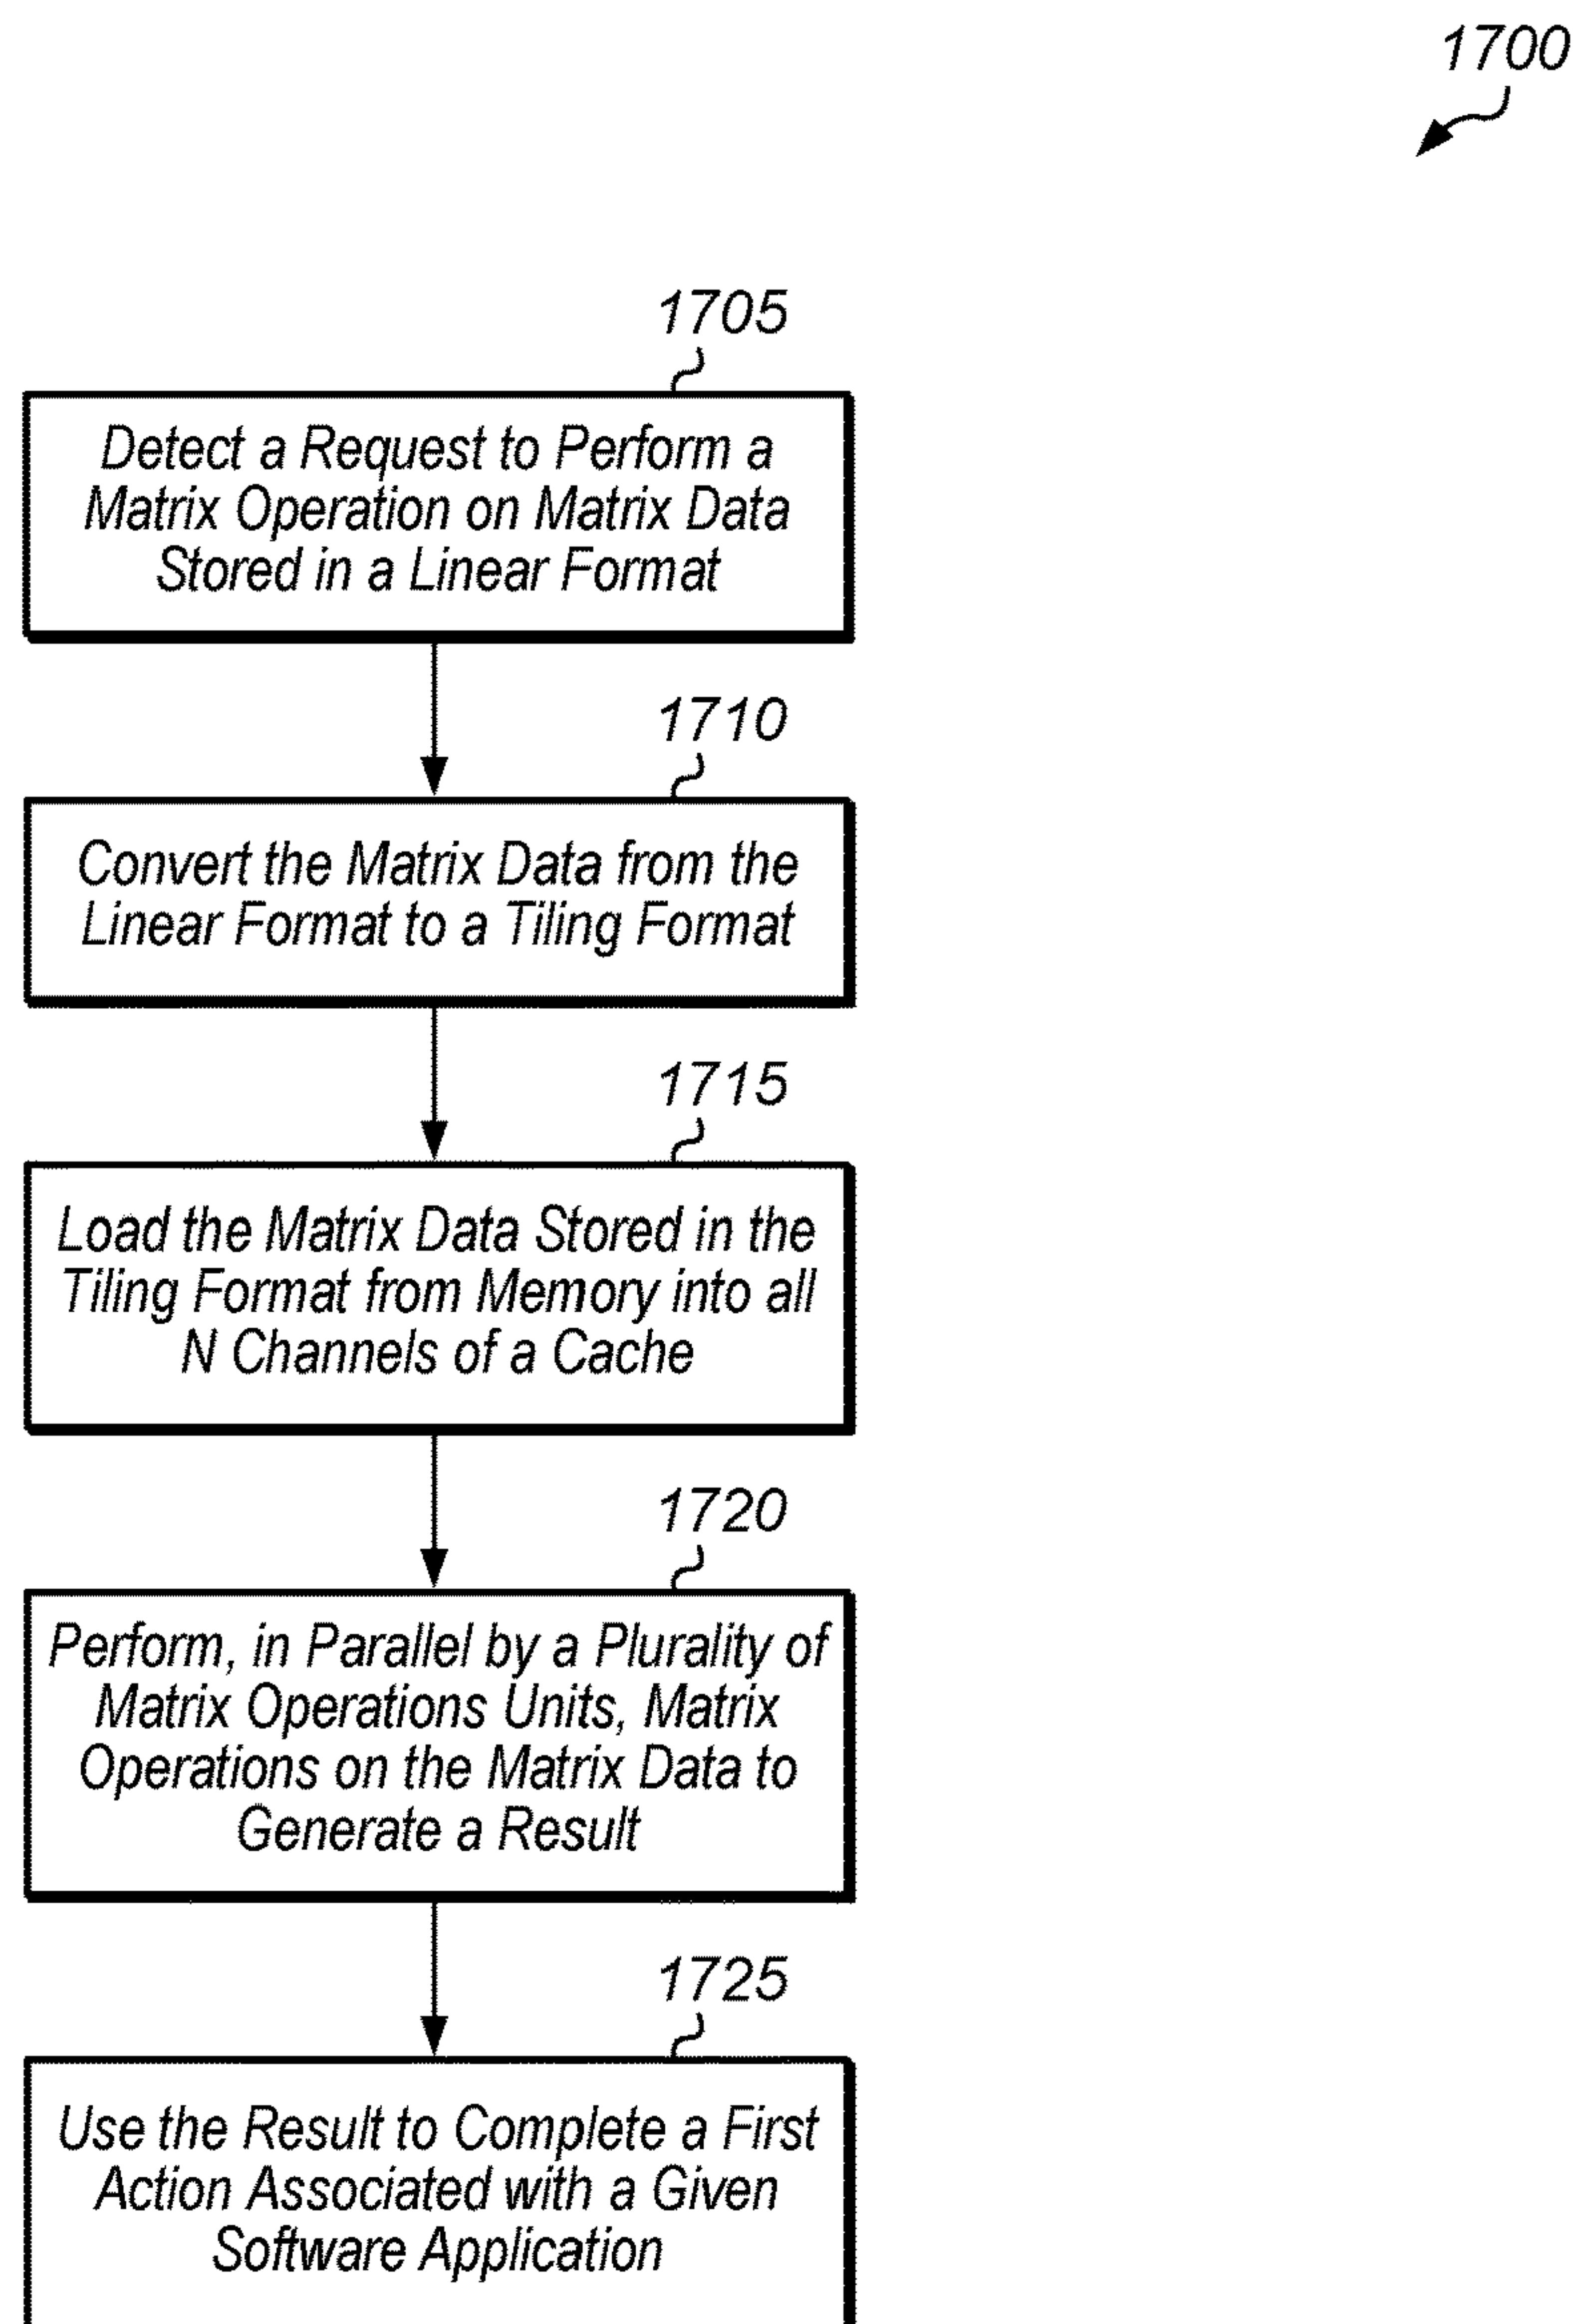 1700
1705
Detect a Request to Perform a
Matrix Operation on Matrix Data
Stored in a Linear Format
1710
Convert the Matrix Data from the
Linear Format to a Tiling Format
1715
Load the Matrix Data Stored in the
Tiling Format from Memory into all
N Channels of a Cache
1720
Perform, in Parallel by a Plurality of
Matrix Operations Units, Matrix
Operations on the Matrix Data to
Generate a Result
1725
Use the Result to Complete a First
Action Associated with a Given
Software Application